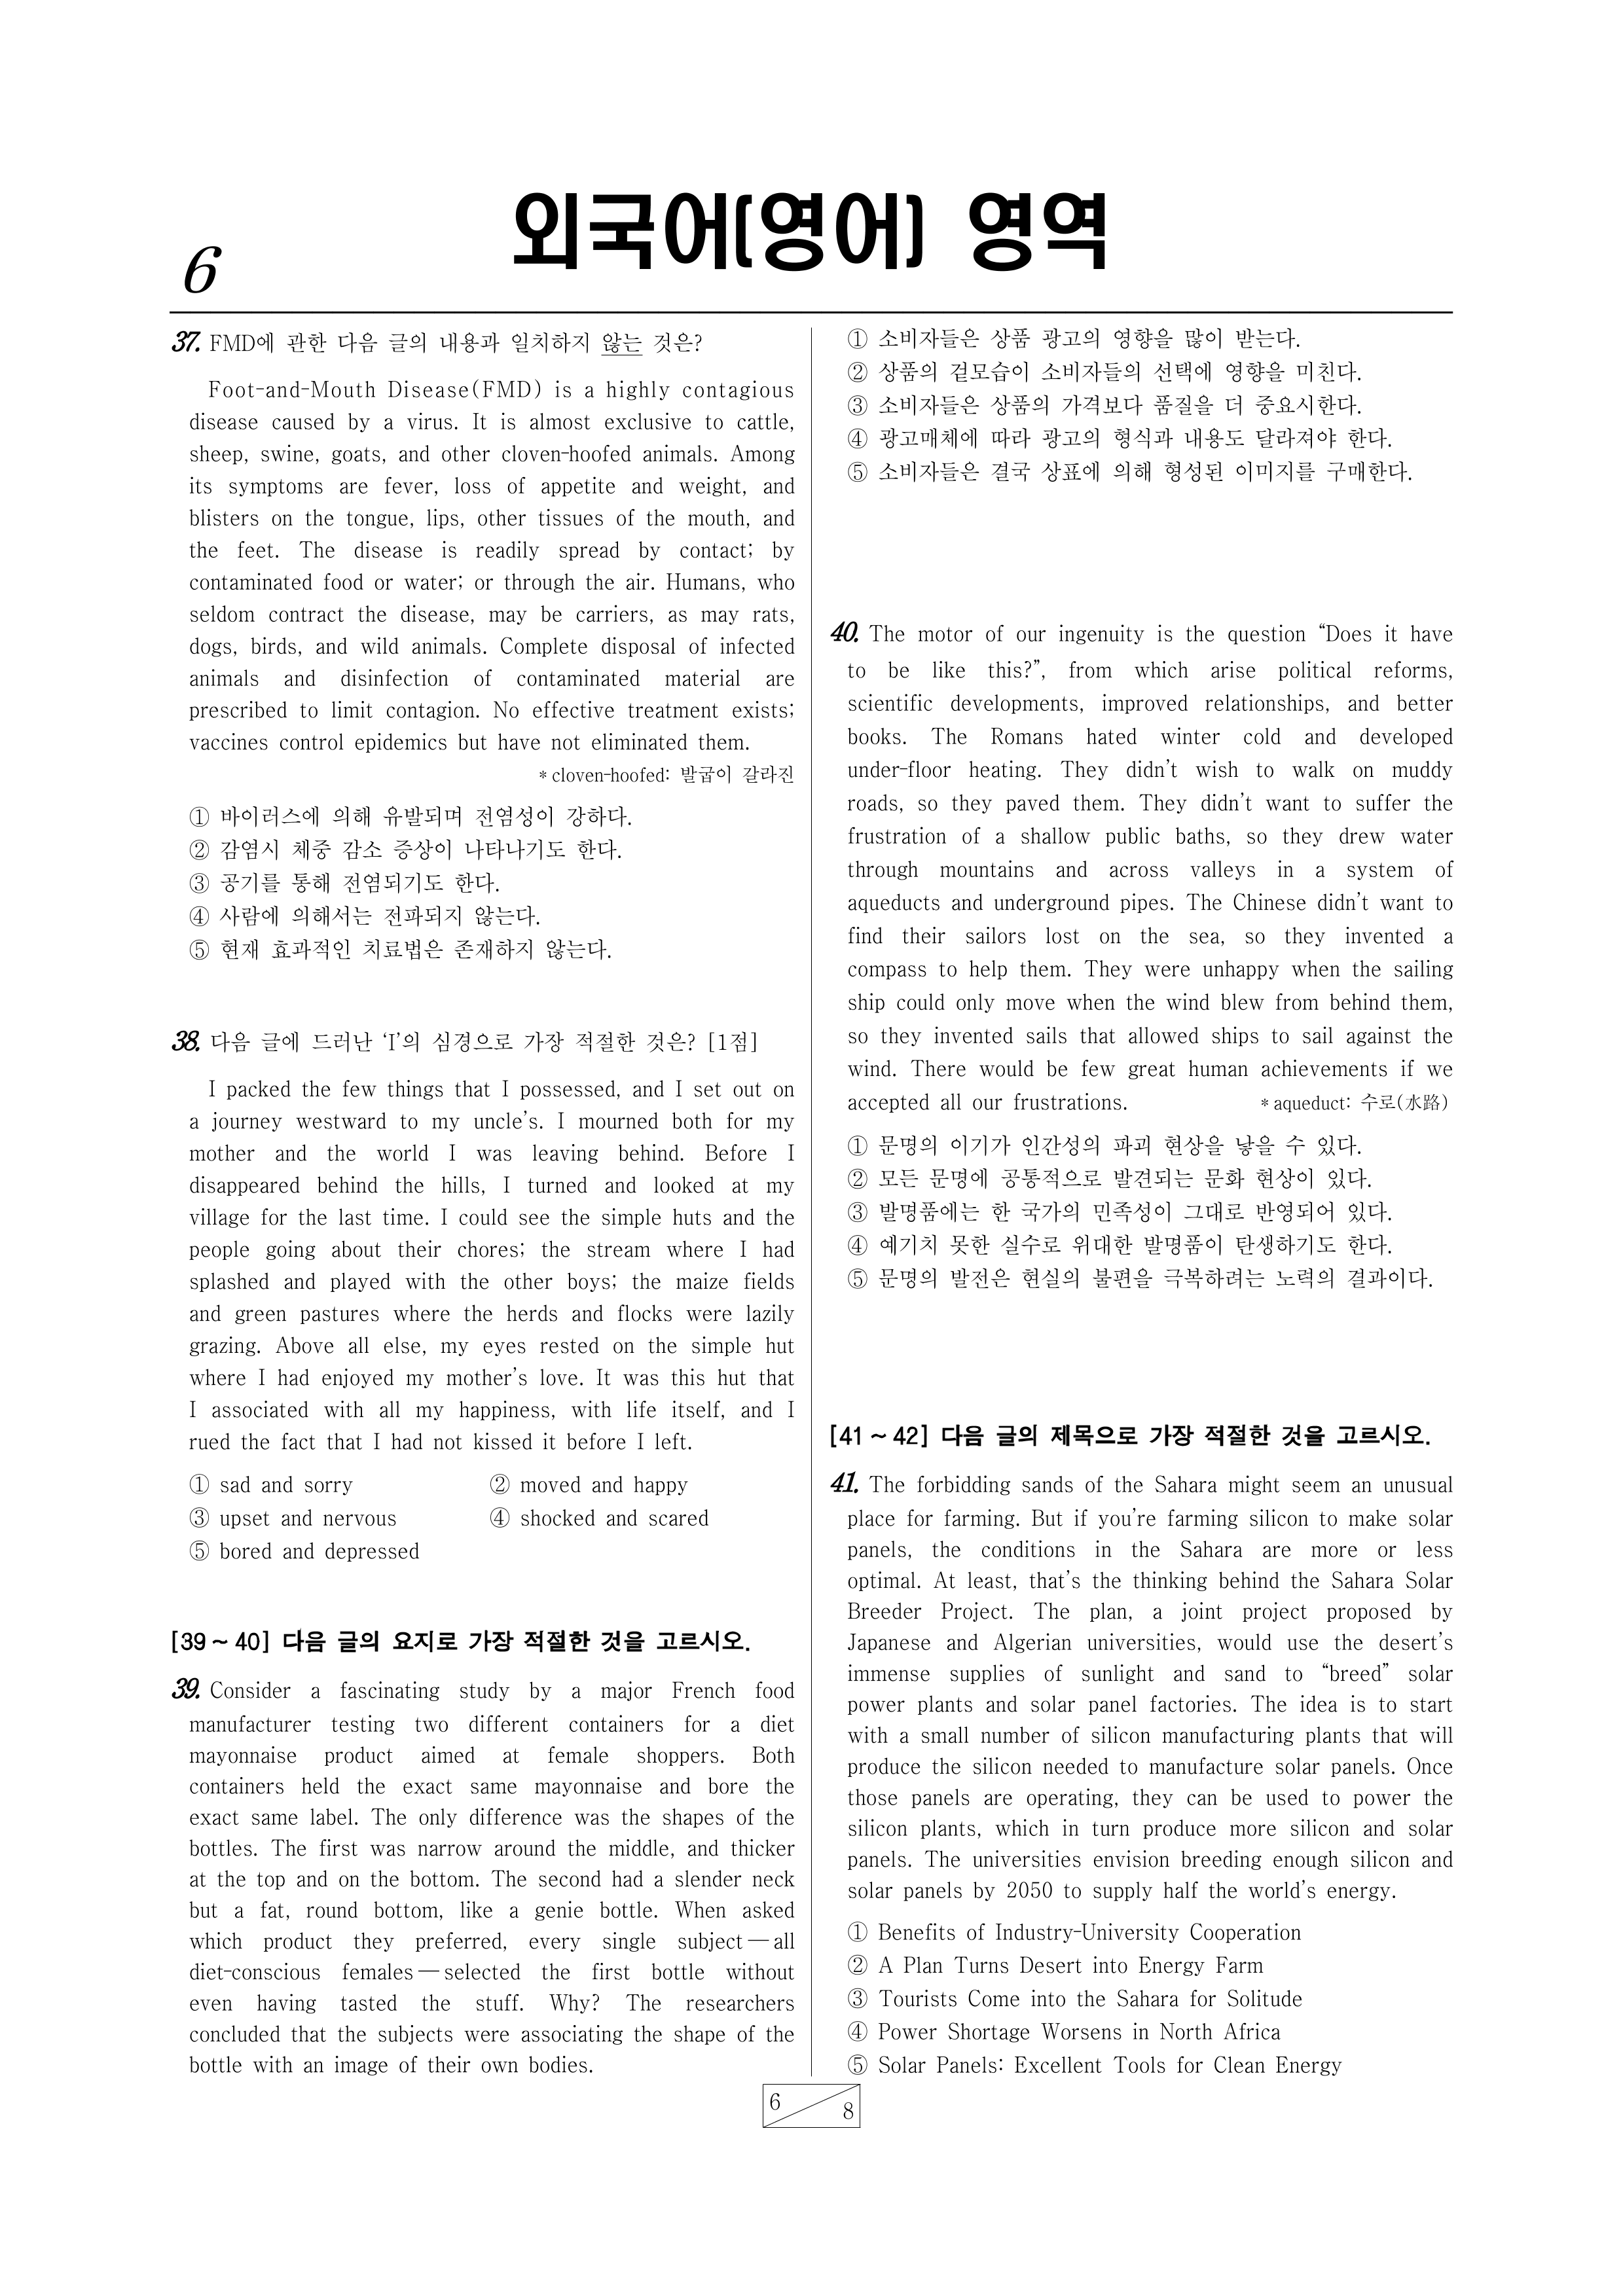 외국어(영어) 영역
6
37. FMD에 관한 다음 글의 내용과 일치하지 않는 것은?
Foot-and-Mouth Disease(FMD) is a highly contagious
disease caused by a virus. It is almost exclusive to cattle,
sheep, swine, goats, and other cloven-hoofed animals. Among
its symptoms are fever, loss of appetite and weight, and
blisters on the tongue, lips, other tissues of the mouth, and
the feet. The disease is readily spread by contact; by
contaminated food or water; or through the air. Humans, who
seldom contract the disease, may be carriers, as may rats,
dogs, birds, and wild animals. Complete disposal of infected
animals and disinfection of contaminated material are
prescribed to limit contagion. No effective treatment exists;
vaccines control epidemics but have not eliminated them.
* cloven-hoofed: 발굽이 갈라진
① 바이러스에 의해 유발되며 전염성이 강하다.
② 감염시 체중 감소 증상이 나타나기도 한다.
③ 공기를 통해 전염되기도 한다.
④ 사람에 의해서는 전파되지 않는다.
⑤ 현재 효과적인 치료법은 존재하지 않는다.
38. 다음 글에 드러난 ‘I’의 심경으로 가장 적절한 것은? [1점]
I packed the few things that I possessed, and I set out on
a journey westward to my uncle’s. I mourned both for my
mother and the world I was leaving behind. Before I
disappeared behind the hills, I turned and looked at my
village for the last time. I could see the simple huts and the
people going about their chores; the stream where I had
splashed and played with the other boys; the maize fields
and green pastures where the herds and flocks were lazily
grazing. Above all else, my eyes rested on the simple hut
where I had enjoyed my mother’s love. It was this hut that
I associated with all my happiness, with life itself, and I
rued the fact that I had not kissed it before I left.
① sad and sorry ② moved and happy
③ upset and nervous ④ shocked and scared
⑤ bored and depressed
[39 ~ 40] 다음 글의 요지로 가장 적절한 것을 고르시오.
39. Consider a fascinating study by a major French food
manufacturer testing two different containers for a diet
mayonnaise product aimed at female shoppers. Both
containers held the exact same mayonnaise and bore the
exact same label. The only difference was the shapes of the
bottles. The first was narrow around the middle, and thicker
at the top and on the bottom. The second had a slender neck
but a fat, round bottom, like a genie bottle. When asked
which product they preferred, every single subject — all
diet-conscious females — selected the first bottle without
even having tasted the stuff. Why? The researchers
concluded that the subjects were associating the shape of the
bottle with an image of their own bodies.
① 소비자들은 상품 광고의 영향을 많이 받는다.
② 상품의 겉모습이 소비자들의 선택에 영향을 미친다.
③ 소비자들은 상품의 가격보다 품질을 더 중요시한다.
④ 광고매체에 따라 광고의 형식과 내용도 달라져야 한다.
⑤ 소비자들은 결국 상표에 의해 형성된 이미지를 구매한다.
40. The motor of our ingenuity is the question “Does it have
to be like this?”, from which arise political reforms,
scientific developments, improved relationships, and better
books. The Romans hated winter cold and developed
under-floor heating. They didn’t wish to walk on muddy
roads, so they paved them. They didn’t want to suffer the
frustration of a shallow public baths, so they drew water
through mountains and across valleys in a system of
aqueducts and underground pipes. The Chinese didn’t want to
find their sailors lost on the sea, so they invented a
compass to help them. They were unhappy when the sailing
ship could only move when the wind blew from behind them,
so they invented sails that allowed ships to sail against the
wind. There would be few great human achievements if we
accepted all our frustrations. * aqueduct: 수로(水路)
① 문명의 이기가 인간성의 파괴 현상을 낳을 수 있다.
② 모든 문명에 공통적으로 발견되는 문화 현상이 있다.
③ 발명품에는 한 국가의 민족성이 그대로 반영되어 있다.
④ 예기치 못한 실수로 위대한 발명품이 탄생하기도 한다.
⑤ 문명의 발전은 현실의 불편을 극복하려는 노력의 결과이다.
[41 ~ 42] 다음 글의 제목으로 가장 적절한 것을 고르시오.
41. The forbidding sands of the Sahara might seem an unusual
place for farming. But if you’re farming silicon to make solar
panels, the conditions in the Sahara are more or less
optimal. At least, that’s the thinking behind the Sahara Solar
Breeder Project. The plan, a joint project proposed by
Japanese and Algerian universities, would use the desert’s
immense supplies of sunlight and sand to “breed” solar
power plants and solar panel factories. The idea is to start
with a small number of silicon manufacturing plants that will
produce the silicon needed to manufacture solar panels. Once
those panels are operating, they can be used to power the
silicon plants, which in turn produce more silicon and solar
panels. The universities envision breeding enough silicon and
solar panels by 2050 to supply half the world’s energy.
① Benefits of Industry-University Cooperation
② A Plan Turns Desert into Energy Farm
③ Tourists Come into the Sahara for Solitude
④ Power Shortage Worsens in North Africa
⑤ Solar Panels: Excellent Tools for Clean Energy
6
8